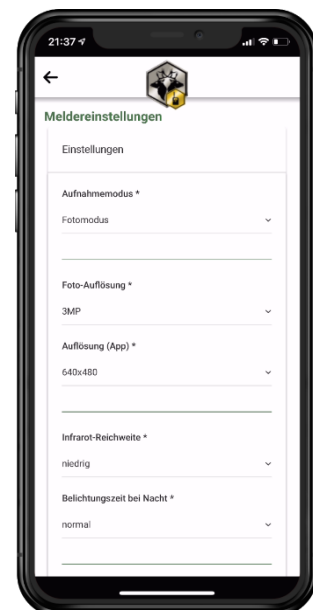 21:37
Meldereinstellungen
Einstellungen
Aufnahmemodus *
Fotomodus
Foto-Auflösung *
3MP
Auflösung (App) *
640x480
Infrarot-Reichweite *
niedrig
Belichtungszeit bei Nacht *
normal